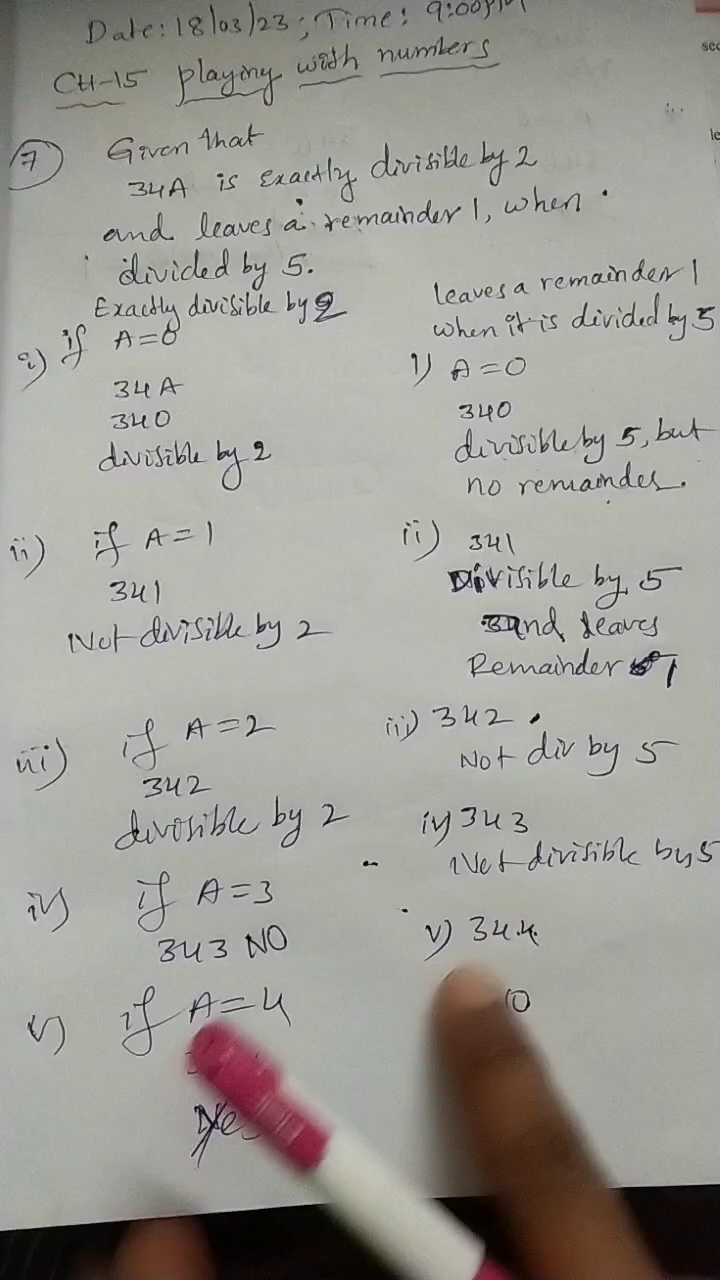 Date: 18/03/23; Time: 9:00PM
CH-15 playing with numbers
7 Given that
34A is Exactly divisible by 2
and leaves a remainder 1, when
divided by 5.
Exactly divisible by 2
i) if A=0
34A
340
divisible by 2
ii) if A=1
341
Not divisible by 2
iii) if A=2
342
divosible by 2
iv) if A=3
343 NO
v) if A=4
Yes
leaves a remainder 1
when it is divided by 5
1) A=0
340
divisible by 5, but
no remaindes.
ii) 341
Divisible by 5
and leaves
Remainder 1
iii) 342
Not div by 5
iv) 343
Not divisible by 5
v) 344